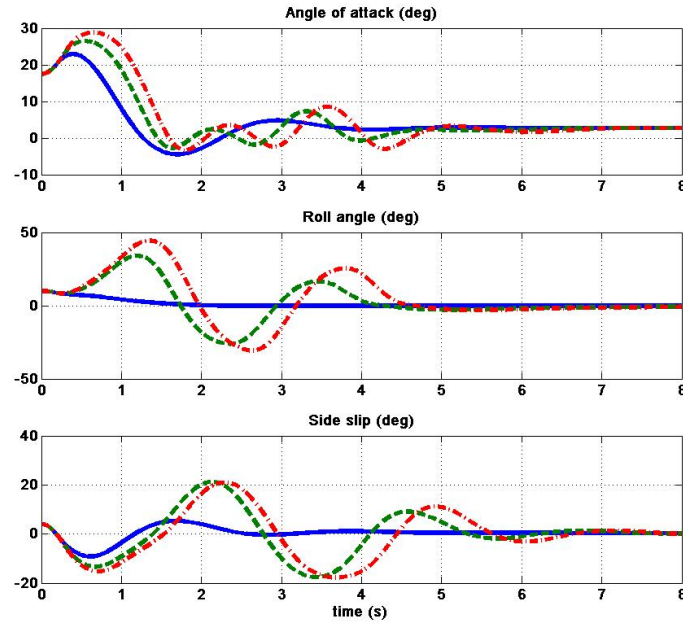 Angle of attack (deg)
30
20
10
0
-10
0 1 2 3 4 5 6 7 8
Roll angle (deg)
50
0
-50
0 1 2 3 4 5 6 7 8
Side slip (deg)
40
20
0
-20
0 1 2 3 4 5 6 7 8
time (s)